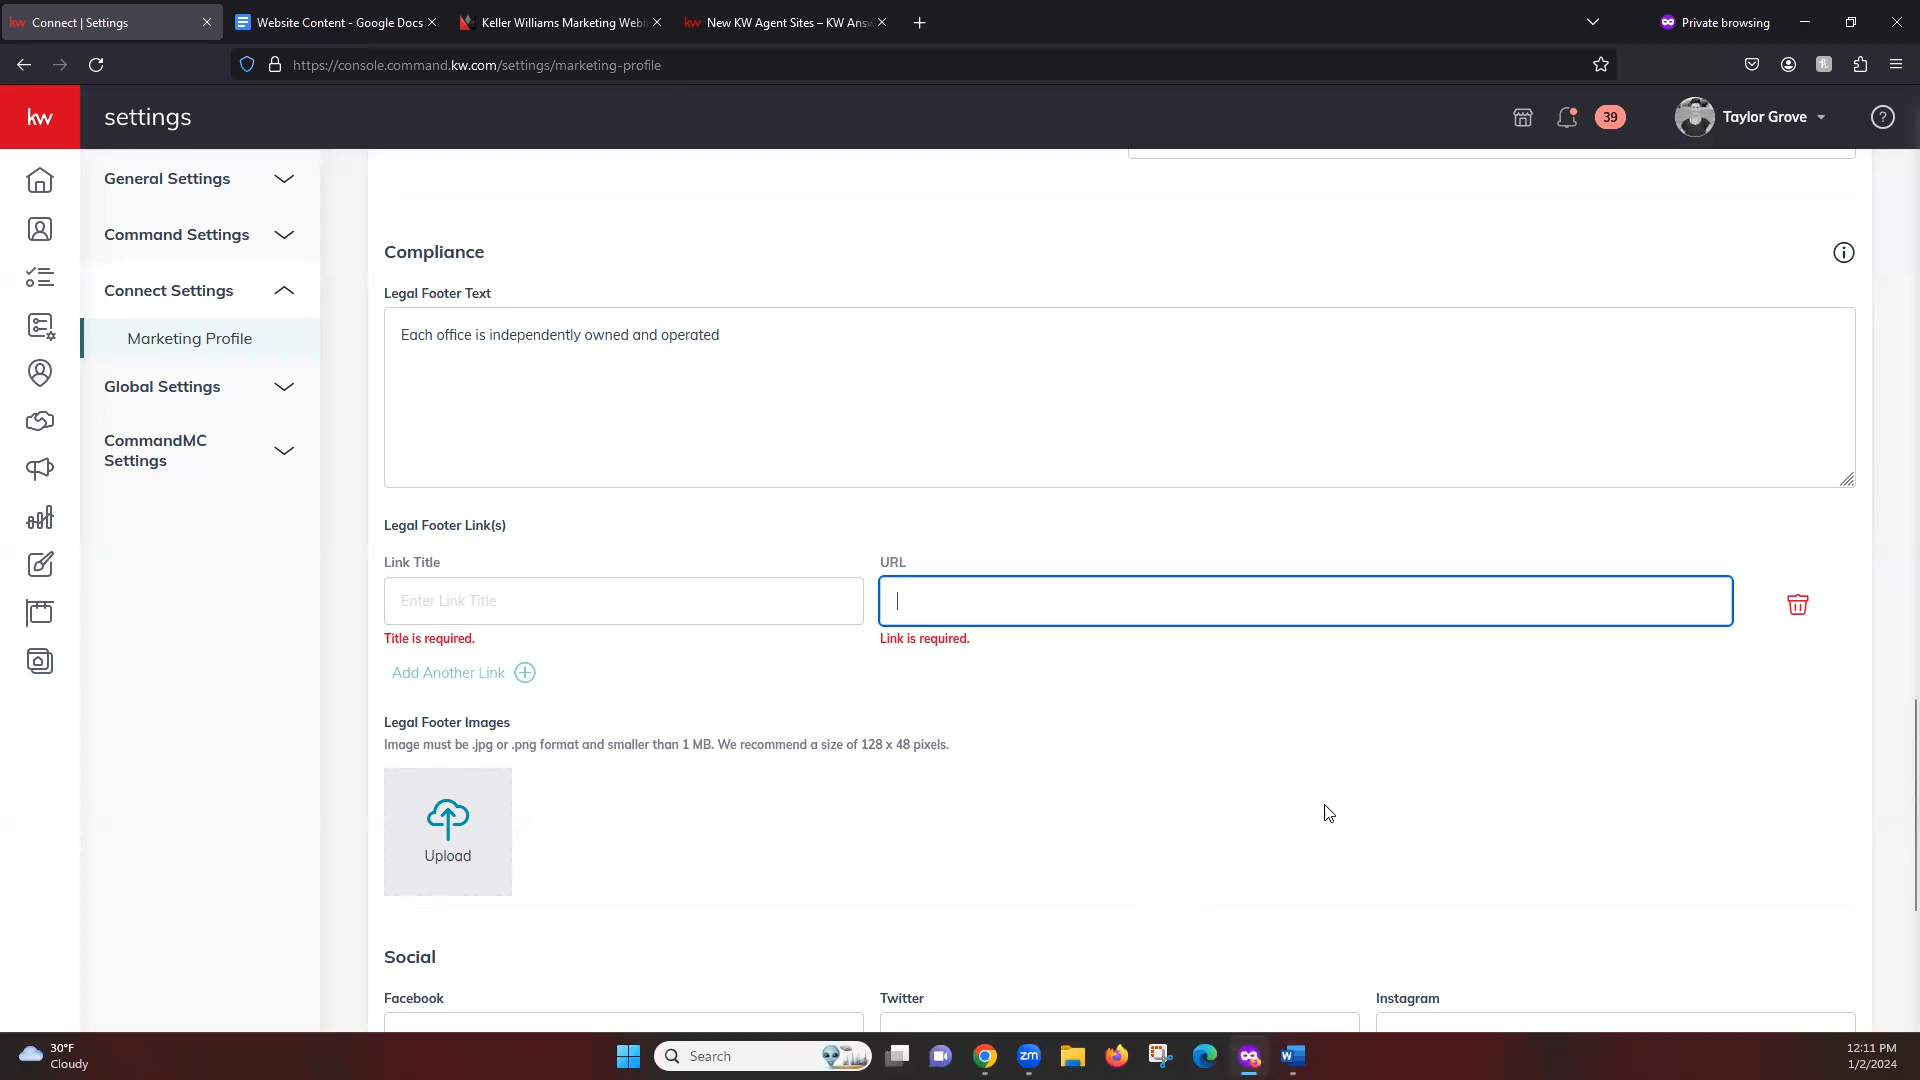 kw Connect | Settings
Website Content - Google Docs
Keller Williams Marketing Webi
kw New KW Agent Sites – KW Ans
Private browsing
https://console.command.kw.com/settings/marketing-profile
kw
settings
39
Taylor Grove
?
General Settings
Command Settings
Connect Settings
Marketing Profile
Global Settings
CommandMC
Settings
Compliance
Legal Footer Text
Each office is independently owned and operated
Legal Footer Link(s)
Link Title
URL
Enter Link Title
Title is required.
Link is required.
Add Another Link
Legal Footer Images
Image must be .jpg or .png format and smaller than 1 MB. We recommend a size of 128 x 48 pixels.
Upload
Social
Facebook
Twitter
Instagram
30°F
Cloudy
Search
zm
W
12:11 PM
1/2/2024